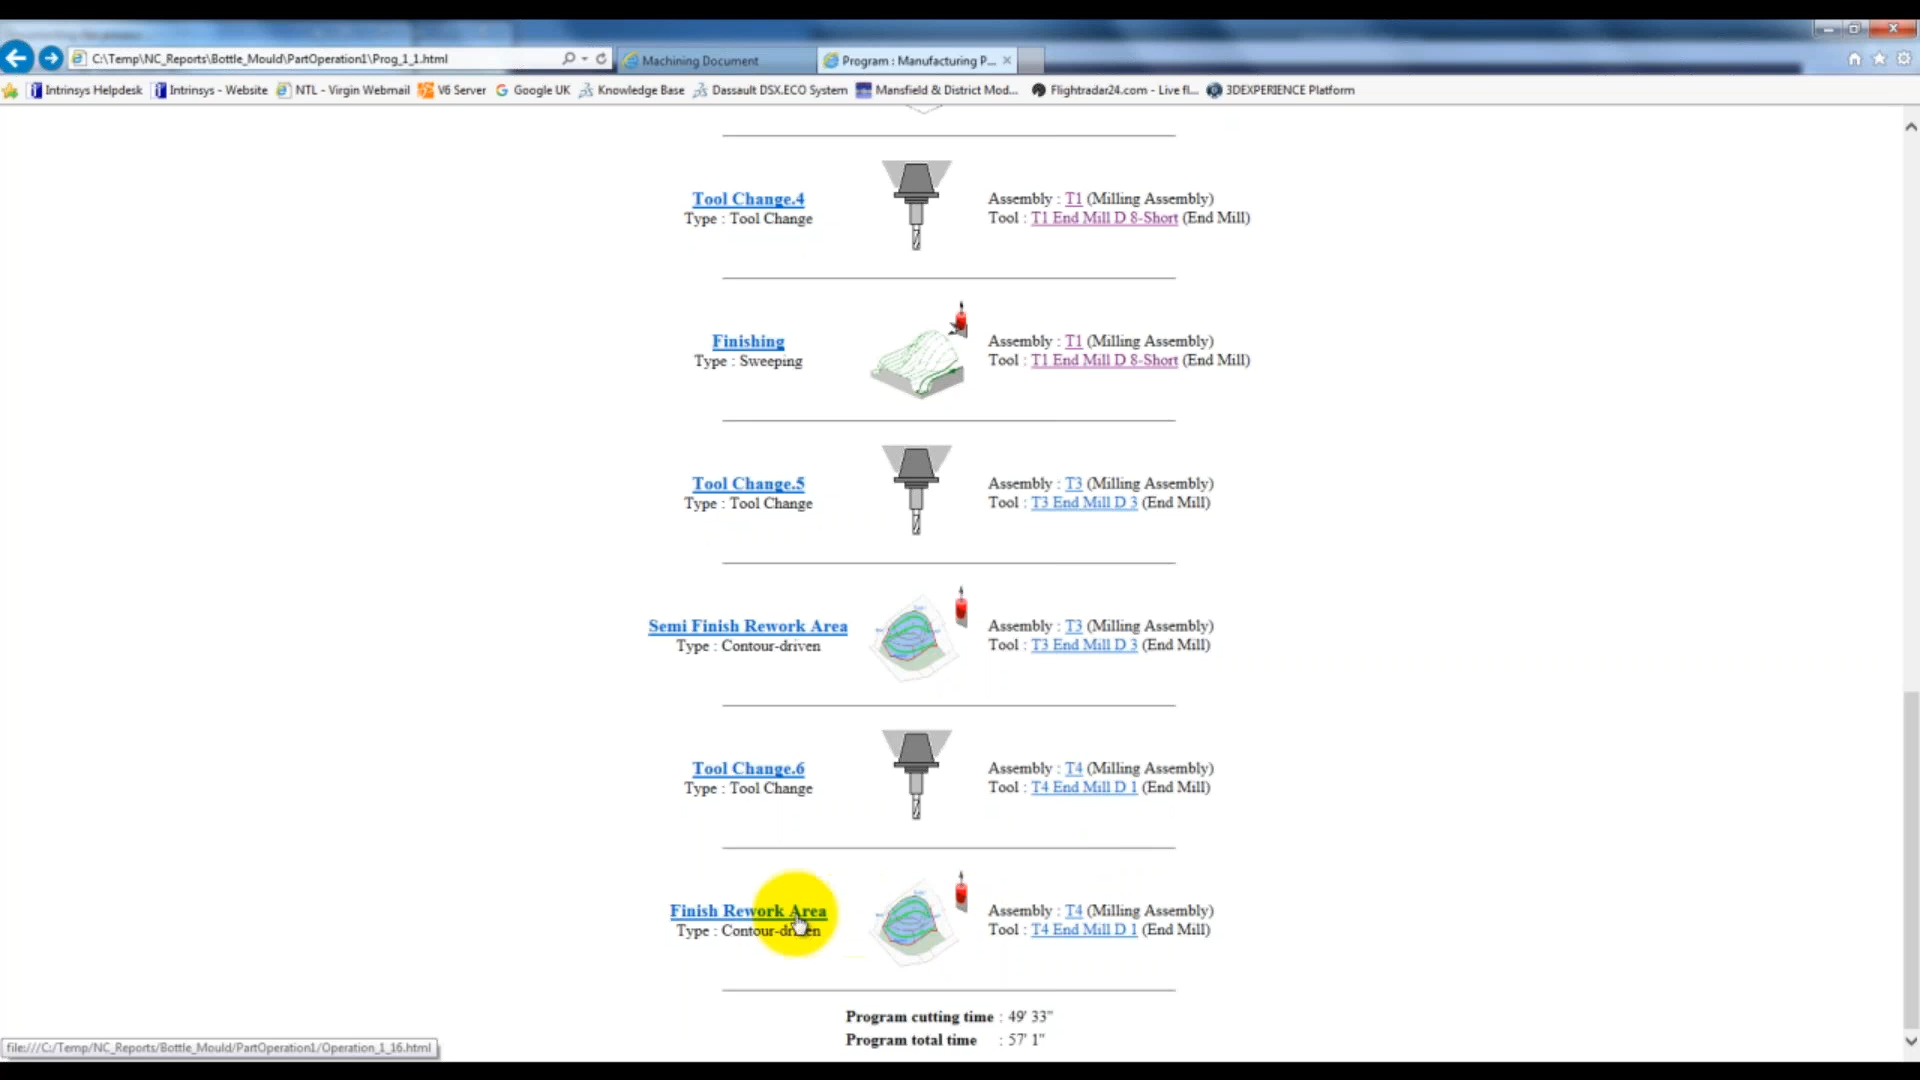 C:\Temp\NC_Reports\Bottle_Mould\PartOperation1\Prog_1_1.html
Machining Document
Program : Manufacturing P...
Intrinsys Helpdesk
Intrinsys - Website
NTL - Virgin Webmail
V6 Server
Google UK
Knowledge Base
Dassault DSX.ECO System
Mansfield & District Mod...
Flightradar24.com - Live fl...
3DEXPERIENCE Platform
Tool Change.4
Type : Tool Change
Assembly : T1 (Milling Assembly)
Tool : T1 End Mill D 8-Short (End Mill)
Finishing
Type : Sweeping
Assembly : T1 (Milling Assembly)
Tool : T1 End Mill D 8-Short (End Mill)
Tool Change.5
Type : Tool Change
Assembly : T3 (Milling Assembly)
Tool : T3 End Mill D 3 (End Mill)
Semi Finish Rework Area
Type : Contour-driven
Assembly : T3 (Milling Assembly)
Tool : T3 End Mill D 3 (End Mill)
Tool Change.6
Type : Tool Change
Assembly : T4 (Milling Assembly)
Tool : T4 End Mill D 1 (End Mill)
Finish Rework Area
Type : Contour-driven
Assembly : T4 (Milling Assembly)
Tool : T4 End Mill D 1 (End Mill)
Program cutting time : 49' 33"
Program total time : 57' 1"
file:///C:/Temp/NC_Reports/Bottle_Mould/PartOperation1/Operation_1_16.html